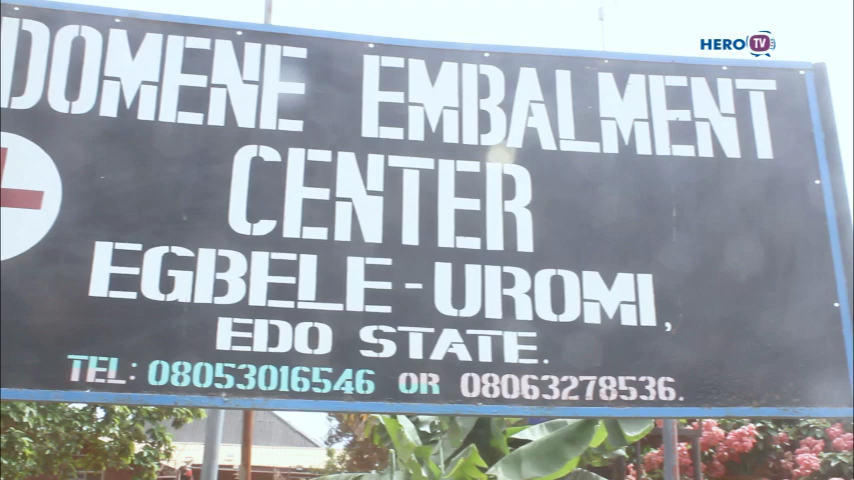 HERO TV
DOMENE EMBALMENT
CENTER
EGBELE-UROMI,
EDO STATE.
TEL: 08053016546 OR 08063278536.